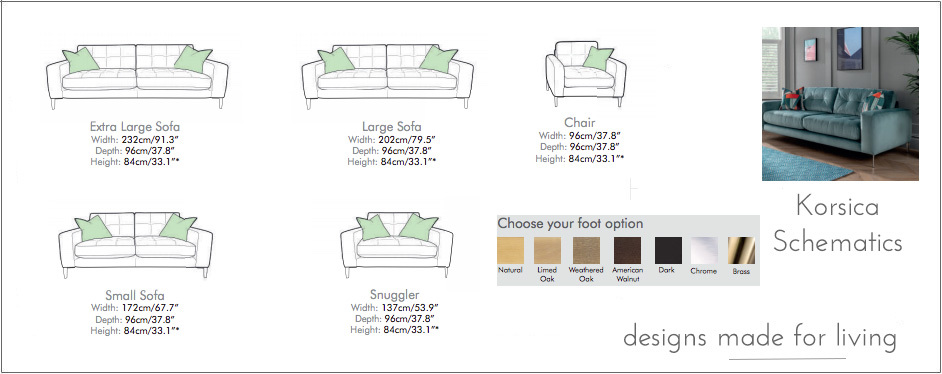 Extra Large Sofa
Width: 232cm/91.3”
Depth: 96cm/37.8”
Height: 84cm/33.1”*
Large Sofa
Width: 202cm/79.5”
Depth: 96cm/37.8”
Height: 84cm/33.1”*
Chair
Width: 96cm/37.8”
Depth: 96cm/37.8”
Height: 84cm/33.1”*
Korsica
Schematics
Small Sofa
Width: 172cm/67.7”
Depth: 96cm/37.8”
Height: 84cm/33.1”*
Snuggler
Width: 137cm/53.9”
Depth: 96cm/37.8”
Height: 84cm/33.1”*
Choose your foot option
Natural
Limed
Oak
Weathered
Oak
American
Walnut
Dark
Chrome
Brass
designs made for living